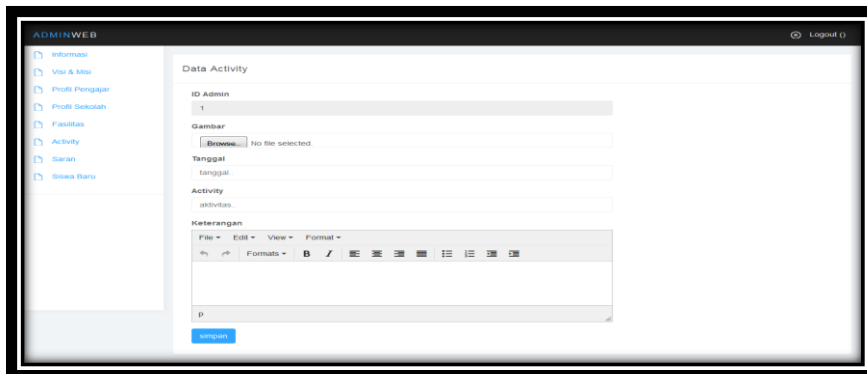 ADMINWEB
Logout ()
Informasi
Visi & Misi
Profil Pengajar
Profil Sekolah
Fasilitas
Activity
Saran
Siswa Baru
Data Activity
ID Admin
1
Gambar
Browse... No file selected.
Tanggal
tanggal..
Activity
aktivitas..
Keterangan
File Edit View Format
Formats B I
p
simpan